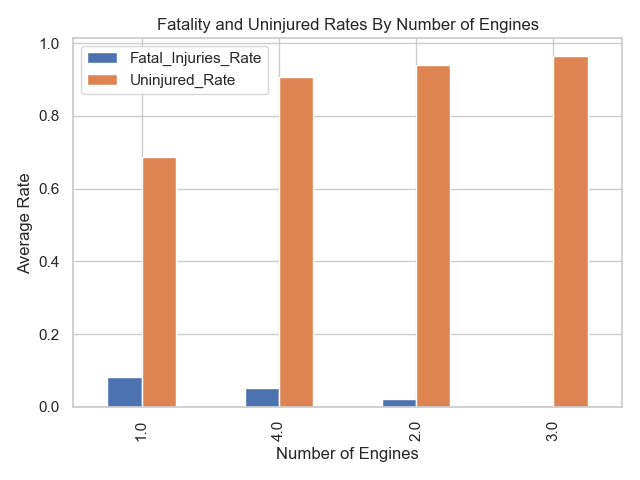 Fatality and Uninjured Rates By Number of Engines
Fatal_Injuries_Rate
Uninjured_Rate
Average Rate
1.0
0.8
0.6
0.4
0.2
0.0
1.0
4.0
2.0
3.0
Number of Engines